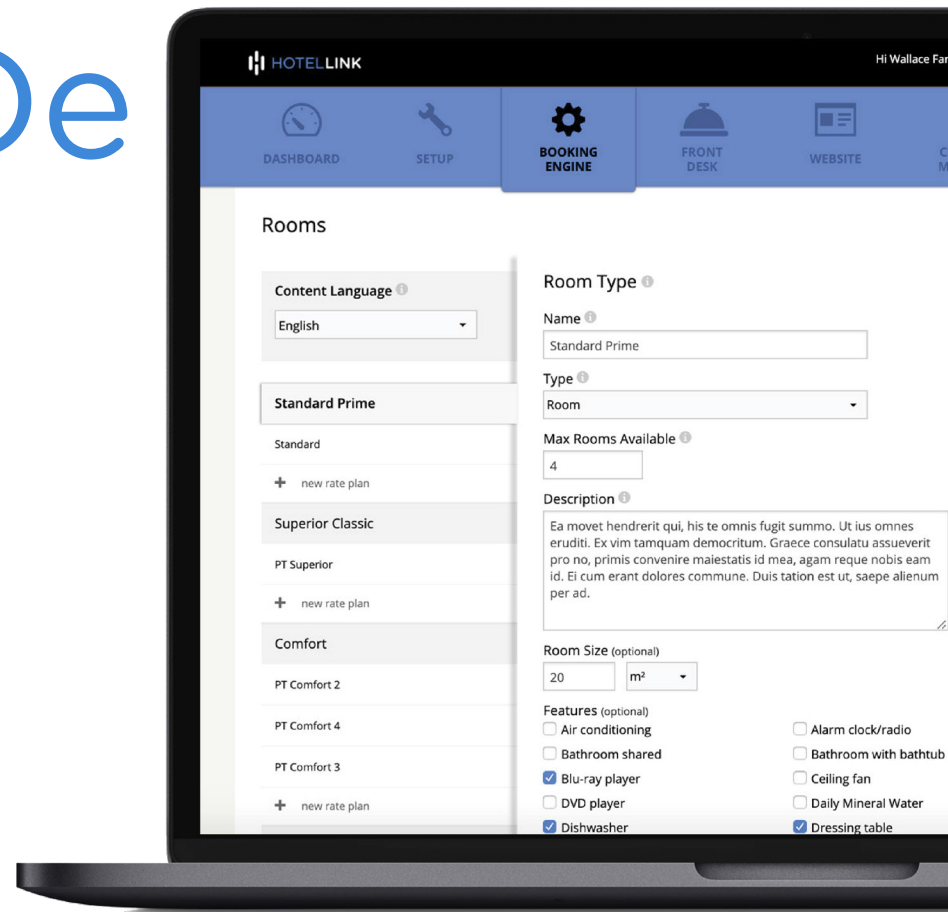 De
HOTELLINK
Hi Wallace Far
DASHBOARD
SETUP
BOOKING
ENGINE
FRONT
DESK
WEBSITE
C
M
Rooms
Content Language
English
Standard Prime
Standard
+ new rate plan
Superior Classic
PT Superior
+ new rate plan
Comfort
PT Comfort 2
PT Comfort 4
PT Comfort 3
+ new rate plan
Room Type
Name
Standard Prime
Type
Room
Max Rooms Available
4
Description
Ea movet hendrerit qui, his te omnis fugit summo. Ut ius omnes
eruditi. Ex vim tamquam democritum. Graece consulatu assueverit
pro no, primis convenire maiestatis id mea, agam reque nobis eam
id. Ei cum erant dolores commune. Duis tation est ut, saepe alienum
per ad.
Room Size (optional)
20 m²
Features (optional)
Air conditioning
Alarm clock/radio
Bathroom shared
Bathroom with bathtub
Blu-ray player
Ceiling fan
DVD player
Daily Mineral Water
Dishwasher
Dressing table